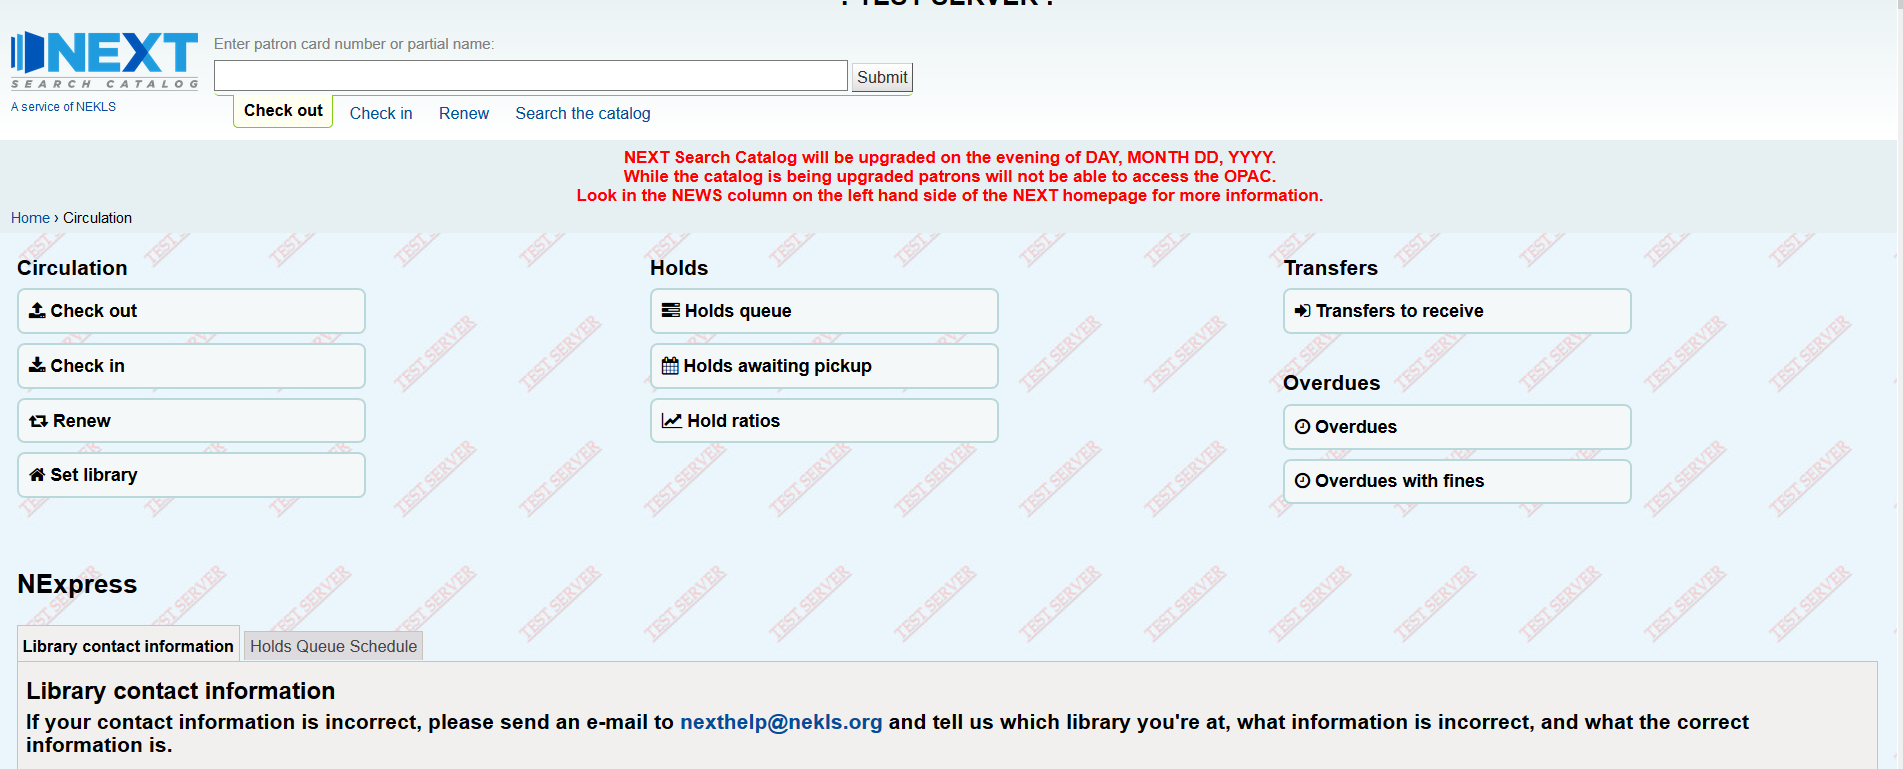 : TEST SERVER :
NEXT
SEARCH CATALOG
A service of NEKLS
Enter patron card number or partial name:
Submit
Check out
Check in
Renew
Search the catalog
NEXT Search Catalog will be upgraded on the evening of DAY, MONTH DD, YYYY.
While the catalog is being upgraded patrons will not be able to access the OPAC.
Look in the NEWS column on the left hand side of the NEXT homepage for more information.
Home › Circulation
Circulation
Check out
Check in
Renew
Set library
Holds
Holds queue
Holds awaiting pickup
Hold ratios
Transfers
Transfers to receive
Overdues
Overdues
Overdues with fines
TEST SERVER
NExpress
Library contact information
Holds Queue Schedule
Library contact information
If your contact information is incorrect, please send an e-mail to nexthelp@nekls.org and tell us which library you're at, what information is incorrect, and what the correct
information is.